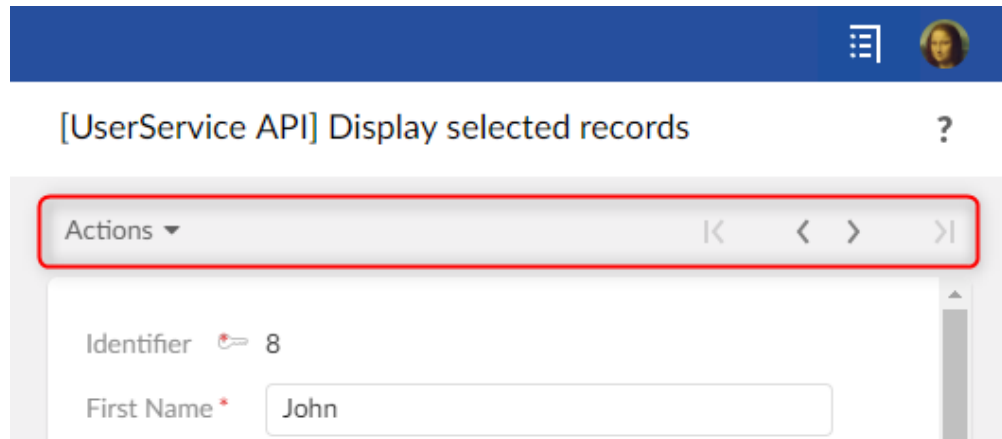 [UserService API] Display selected records ?
Actions
Identifier 8
First Name * John